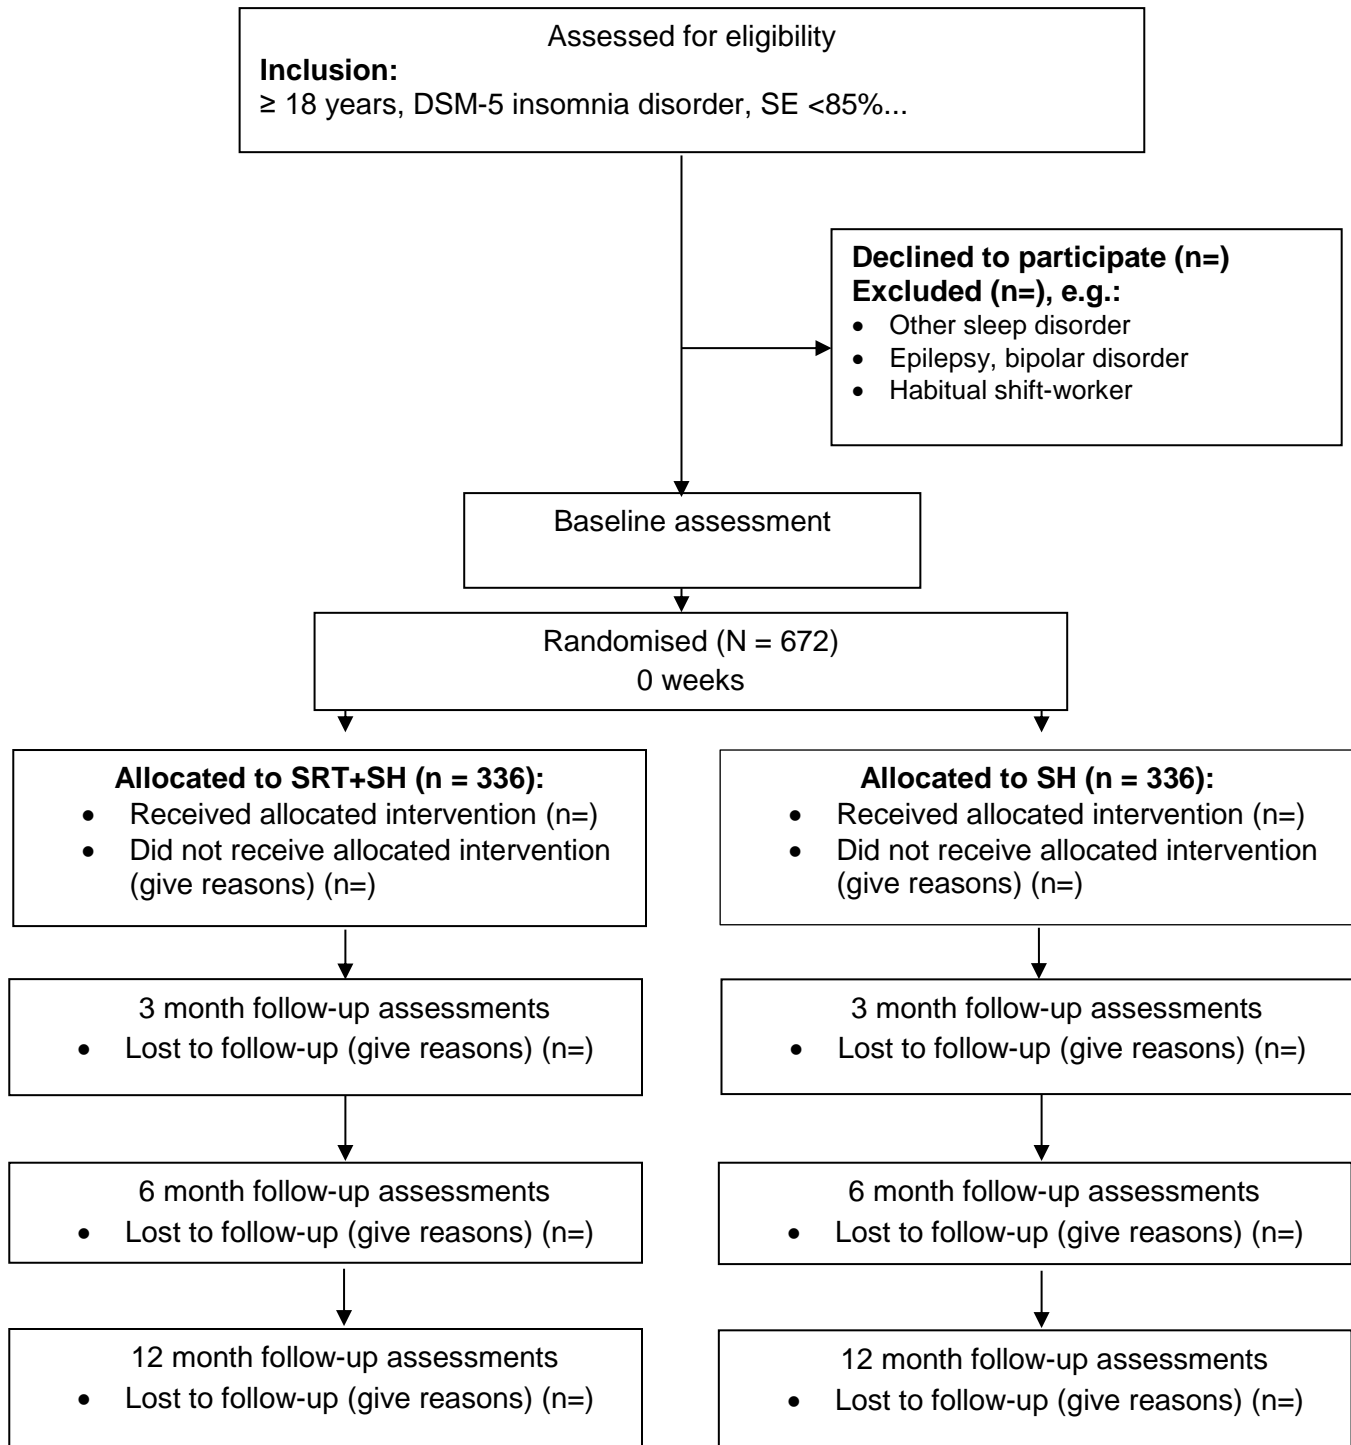 Assessed for eligibility
Inclusion:
≥ 18 years, DSM-5 insomnia disorder, SE <85%...
Declined to participate (n=)
Excluded (n=), e.g.:
• Other sleep disorder
• Epilepsy, bipolar disorder
• Habitual shift-worker
Baseline assessment
Randomised (N = 672)
0 weeks
Allocated to SRT+SH (n = 336):
• Received allocated intervention (n=)
• Did not receive allocated intervention
(give reasons) (n=)
Allocated to SH (n = 336):
• Received allocated intervention (n=)
• Did not receive allocated intervention
(give reasons) (n=)
3 month follow-up assessments
• Lost to follow-up (give reasons) (n=)
3 month follow-up assessments
• Lost to follow-up (give reasons) (n=)
6 month follow-up assessments
• Lost to follow-up (give reasons) (n=)
6 month follow-up assessments
• Lost to follow-up (give reasons) (n=)
12 month follow-up assessments
• Lost to follow-up (give reasons) (n=)
12 month follow-up assessments
• Lost to follow-up (give reasons) (n=)